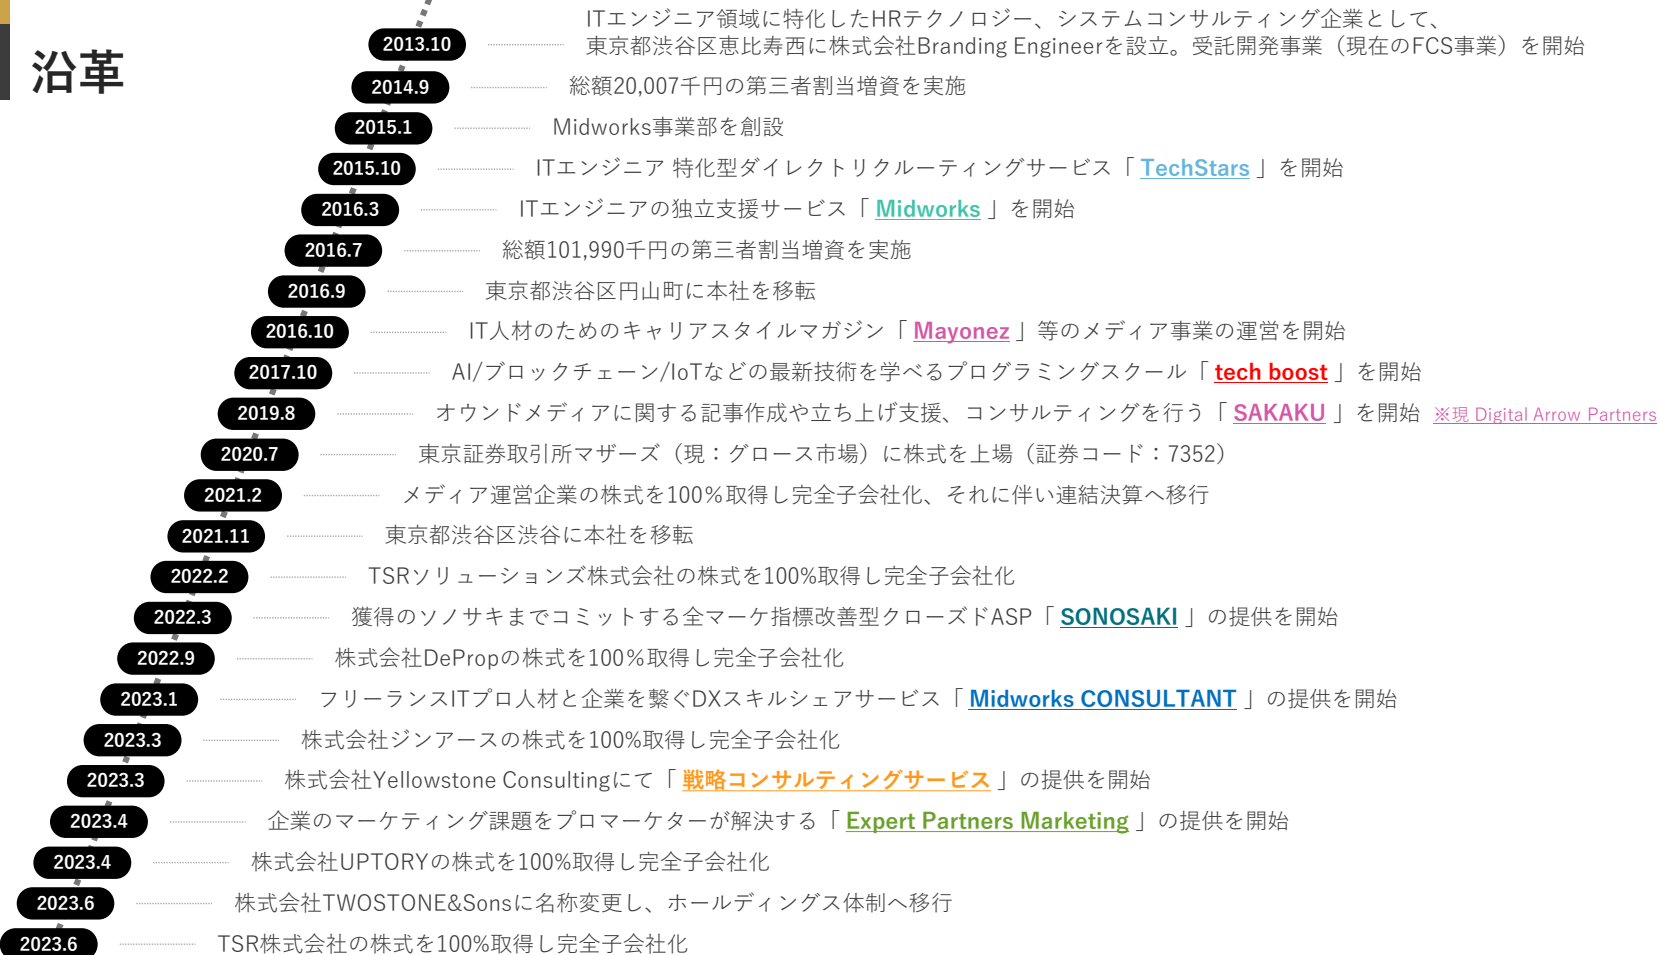 沿革
2013.10 ITエンジニア領域に特化したHRテクノロジー、システムコンサルティング企業として、
東京都渋谷区恵比寿西に株式会社Branding Engineerを設立。受託開発事業（現在のFCS事業）を開始
2014.9 総額20,007千円の第三者割当増資を実施
2015.1 Midworks事業部を創設
2015.10 ITエンジニア 特化型ダイレクトリクルーティングサービス「 TechStars 」を開始
2016.3 ITエンジニアの独立支援サービス「 Midworks 」を開始
2016.7 総額101,990千円の第三者割当増資を実施
2016.9 東京都渋谷区円山町に本社を移転
2016.10 IT人材のためのキャリアスタイルマガジン「 Mayonez 」等のメディア事業の運営を開始
2017.10 AI/ブロックチェーン/IoTなどの最新技術を学べるプログラミングスクール「 tech boost 」を開始
2019.8 オウンドメディアに関する記事作成や立ち上げ支援、コンサルティングを行う「 SAKAKU 」を開始 ※現 Digital Arrow Partners
2020.7 東京証券取引所マザーズ（現：グロース市場）に株式を上場（証券コード：7352）
2021.2 メディア運営企業の株式を100％取得し完全子会社化、それに伴い連結決算へ移行
2021.11 東京都渋谷区渋谷に本社を移転
2022.2 TSRソリューションズ株式会社の株式を100%取得し完全子会社化
2022.3 獲得のソノサキまでコミットする全マーケ指標改善型クローズドASP「 SONOSAKI 」の提供を開始
2022.9 株式会社DePropの株式を100％取得し完全子会社化
2023.1 フリーランスITプロ人材と企業を繋ぐDXスキルシェアサービス「 Midworks CONSULTANT 」の提供を開始
2023.3 株式会社ジンアースの株式を100%取得し完全子会社化
2023.3 株式会社Yellowstone Consultingにて「 戦略コンサルティングサービス 」の提供を開始
2023.4 企業のマーケティング課題をプロマーケターが解決する「 Expert Partners Marketing 」の提供を開始
2023.4 株式会社UPTORYの株式を100%取得し完全子会社化
2023.6 株式会社TWOSTONE&Sonsに名称変更し、ホールディングス体制へ移行
2023.6 TSR株式会社の株式を100%取得し完全子会社化